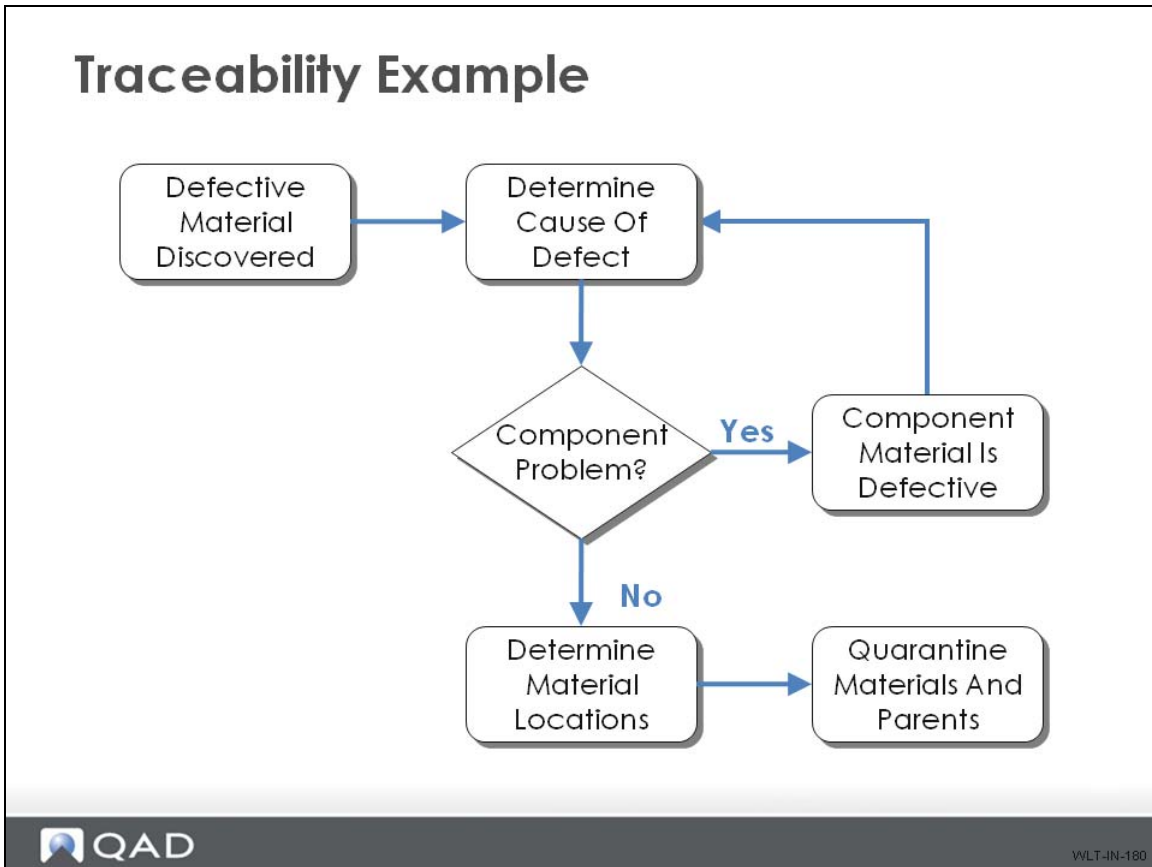 Traceability Example
Defective
Material
Discovered
Determine
Cause Of
Defect
Component
Problem?
Yes
Component
Material Is
Defective
No
Determine
Material
Locations
Quarantine
Materials And
Parents
QAD
WLT-IN-180